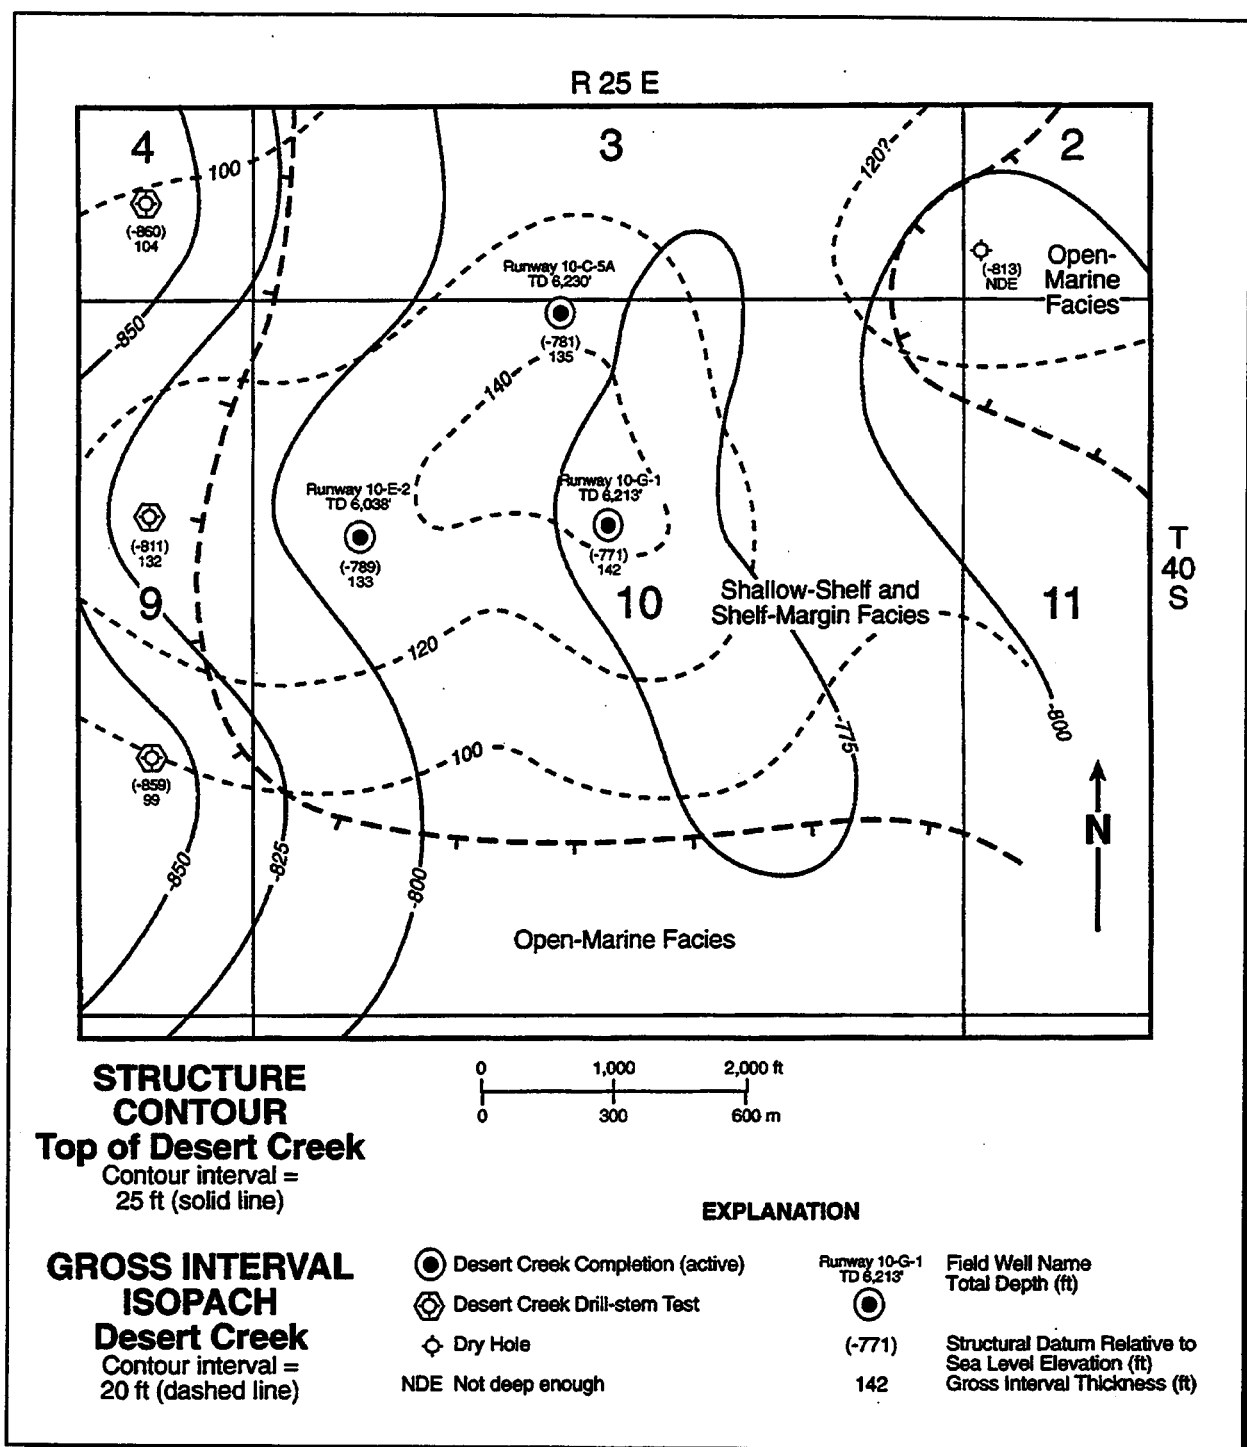 R 25 E
4
3
2
100
120?
(-860)
104
Runway 10-C-5A
TD 6,230'
(-813)
NDE
Open-
Marine
Facies
-850
(-781)
135
140
Runway 10-E-2
TD 6,038'
Runway 10-G-1
TD 6,213'
(-811)
132
(-789)
133
(-771)
142
T
40
S
9
10
11
Shallow-Shelf and
Shelf-Margin Facies
120
-800
-775
100
(-859)
99
N
-850
-825
-800
Open-Marine Facies
STRUCTURE
CONTOUR
Top of Desert Creek
Contour interval =
25 ft (solid line)
0 1,000 2,000 ft
0 300 600 m
EXPLANATION
GROSS INTERVAL
ISOPACH
Desert Creek
Contour interval =
20 ft (dashed line)
Desert Creek Completion (active)
Desert Creek Drill-stem Test
Dry Hole
NDE Not deep enough
Runway 10-G-1
TD 6,213'
Field Well Name
Total Depth (ft)
(-771)
Structural Datum Relative to
Sea Level Elevation (ft)
142 Gross Interval Thickness (ft)